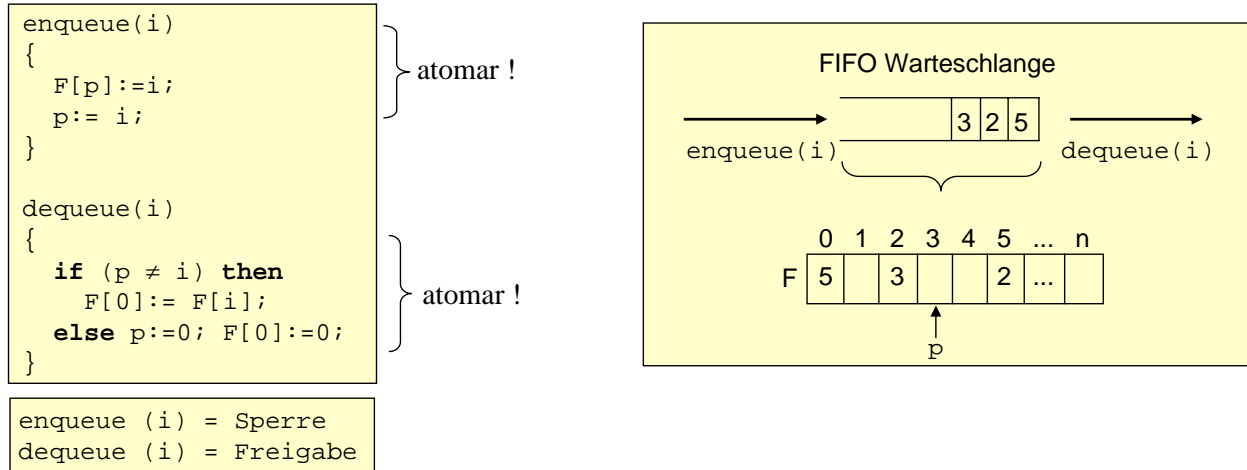 enqueue(i)
{
F[p]:=i;
p:= i;
}
atomar !
dequeue(i)
{
if (p ≠ i) then
F[0]:= F[i];
else p:=0; F[0]:=0;
}
atomar !
enqueue (i) = Sperre
dequeue (i) = Freigabe
FIFO Warteschlange
3 2 5
enqueue(i) dequeue(i)
0 1 2 3 4 5 ... n
F 5 3 2 ...
p